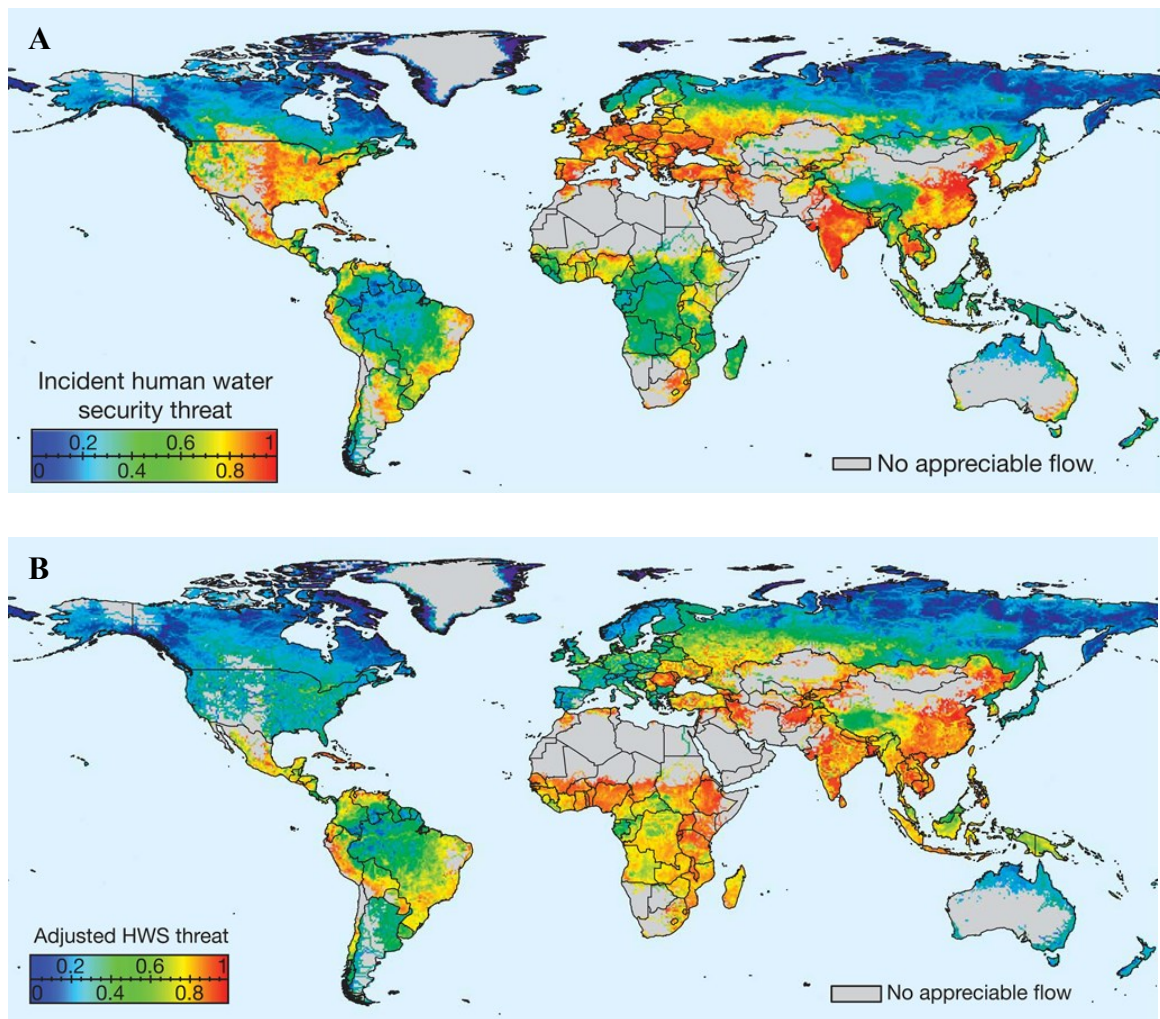 A
Incident human water
security threat
0.2 0.6 1
0 0.4 0.8
No appreciable flow
B
Adjusted HWS threat
0.2 0.6 1
0 0.4 0.8
No appreciable flow